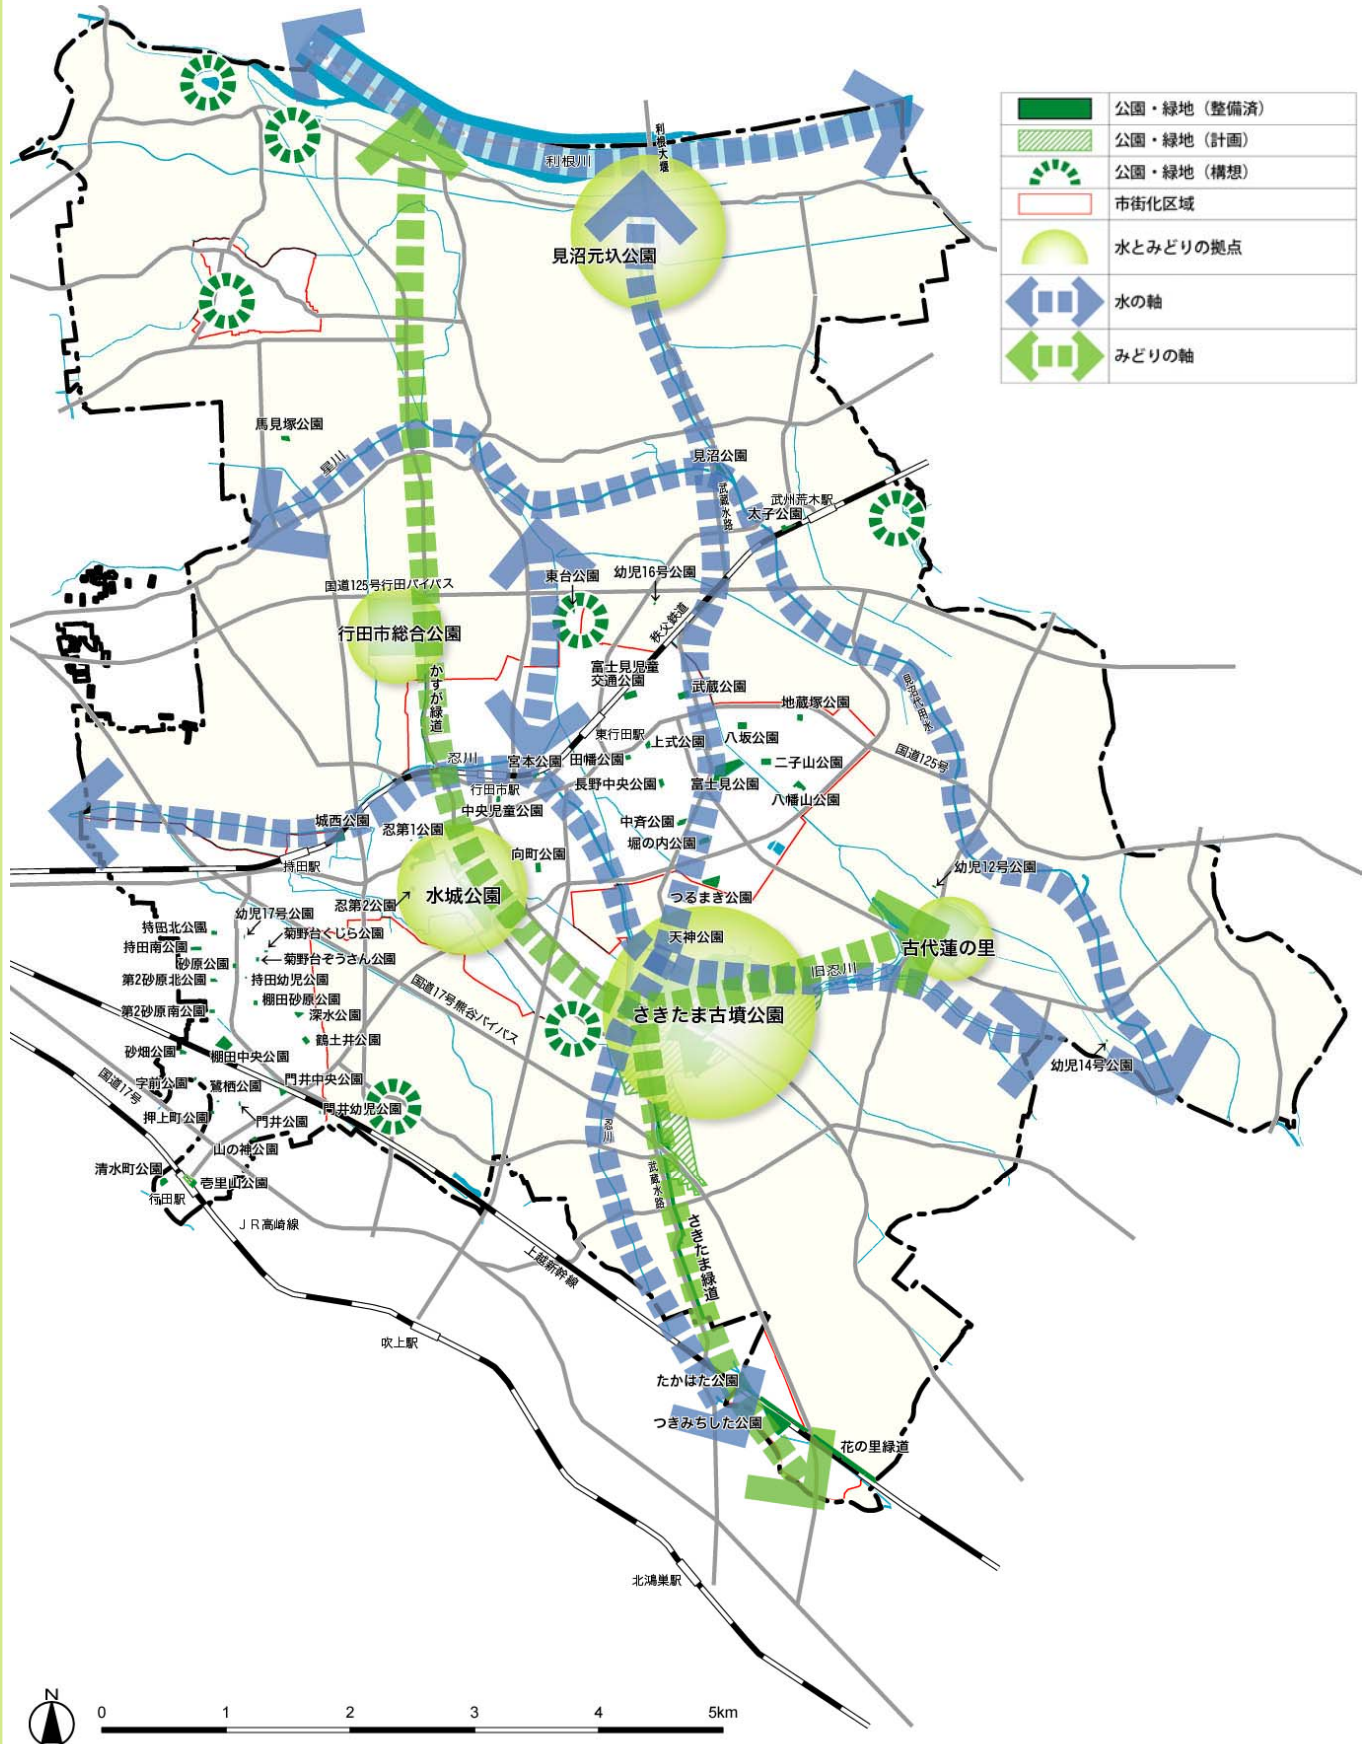 公園・緑地（整備済）
公園・緑地（計画）
公園・緑地（構想）
市街化区域
水とみどりの拠点
水の軸
みどりの軸
利根川
利根大堰
見沼元圦公園
馬見塚公園
星川
見沼公園
武蔵水路
武州荒木駅
太子公園
国道125号行田バイパス
東台公園
幼児16号公園
行田市総合公園
秩父鉄道
かすが緑道
富士見児童
交通公園
武蔵公園
地蔵塚公園
見沼代用水
東行田駅
上式公園
八坂公園
国道125号
忍川
宮本公園
田幡公園
二子山公園
行田市駅
長野中央公園
富士見公園
八幡山公園
中央児童公園
城西公園
忍第1公園
中斉公園
堀の内公園
向町公園
持田駅
幼児12号公園
水城公園
つるまき公園
忍第2公園
幼児17号公園
持田北公園
菊野台くじら公園
天神公園
持田南公園
古代蓮の里
菊野台ぞうさん公園
砂原公園
旧忍川
第2砂原北公園
持田幼児公園
国道17号熊谷バイパス
棚田砂原公園
第2砂原南公園
深水公園
さきたま古墳公園
鶴土井公園
砂畑公園
棚田中央公園
幼児14号公園
国道17号
字前公園
鷺栖公園
門井中央公園
押上町公園
門井公園
門井幼児公園
忍川
山の神公園
清水町公園
壱里山公園
行田駅
武蔵水路
ＪＲ高崎線
さきたま緑道
上越新幹線
吹上駅
たかはた公園
つきみちした公園
花の里緑道
北鴻巣駅
N
0 1 2 3 4 5km